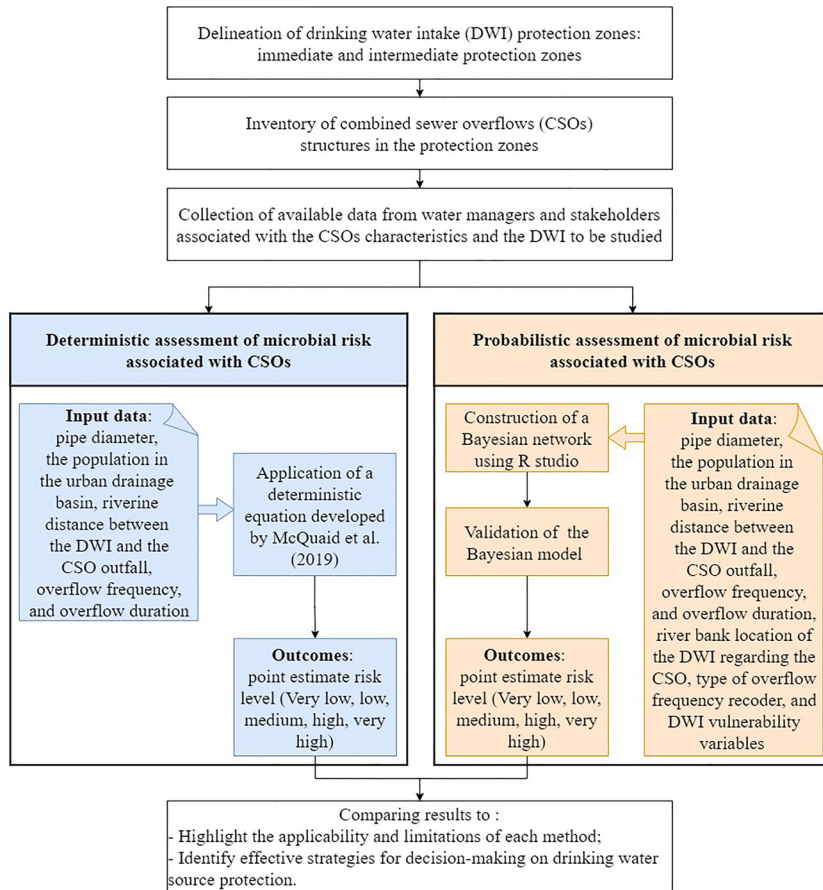 Delineation of drinking water intake (DWI) protection zones:
immediate and intermediate protection zones
Inventory of combined sewer overflows (CSOs)
structures in the protection zones
Collection of available data from water managers and stakeholders
associated with the CSOs characteristics and the DWI to be studied
Deterministic assessment of microbial risk
associated with CSOs
Input data:
pipe diameter,
the population in
the urban drainage
basin, riverine
distance between
the DWI and the
CSO outfall,
overflow frequency,
and overflow duration
Application of a
deterministic
equation developed
by McQuaid et al.
(2019)
Outcomes:
point estimate risk
level (Very low, low,
medium, high, very
high)
Probabilistic assessment of microbial risk
associated with CSOs
Construction of a
Bayesian network
using R studio
Validation of the
Bayesian model
Outcomes:
point estimate risk
level (Very low, low,
medium, high, very
high)
Input data:
pipe diameter,
the population in
the urban drainage
basin, riverine
distance between
the DWI and the
CSO outfall,
overflow frequency,
and overflow duration,
river bank location of
the DWI regarding the
CSO, type of overflow
frequency recoder, and
DWI vulnerability
variables
Comparing results to :
- Highlight the applicability and limitations of each method;
- Identify effective strategies for decision-making on drinking water
source protection.